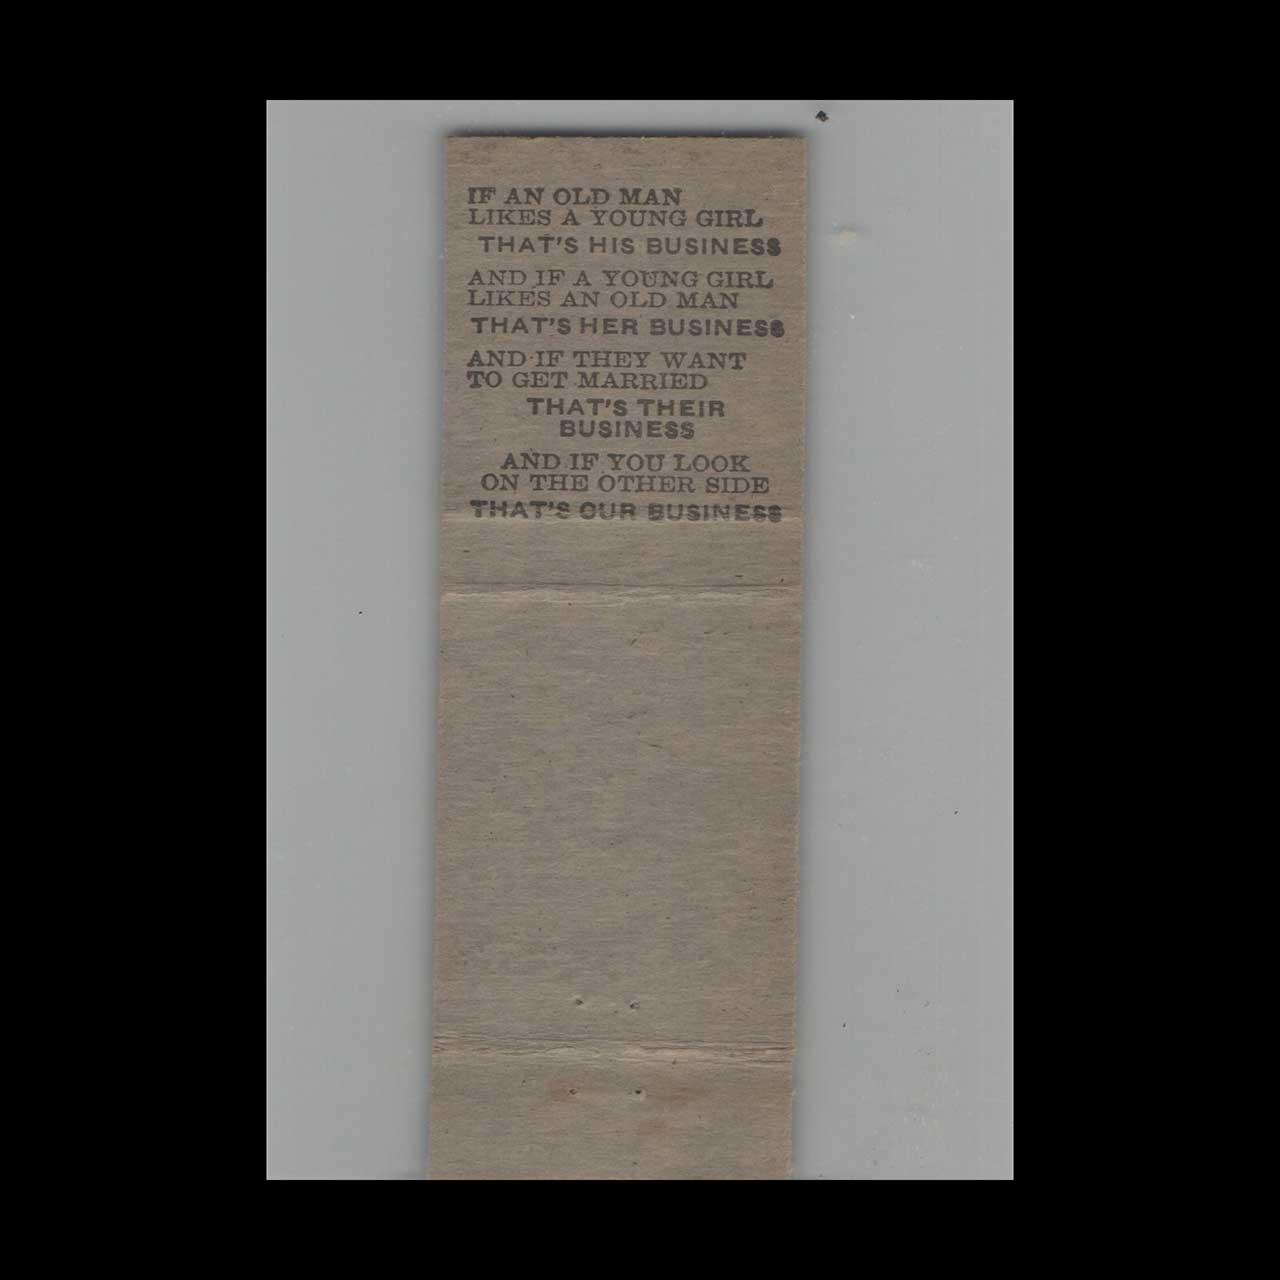 IF AN OLD MAN
LIKES A YOUNG GIRL
THAT'S HIS BUSINESS
AND IF A YOUNG GIRL
LIKES AN OLD MAN
THAT'S HER BUSINESS
AND IF THEY WANT
TO GET MARRIED
THAT'S THEIR
BUSINESS
AND IF YOU LOOK
ON THE OTHER SIDE
THAT'S OUR BUSINESS